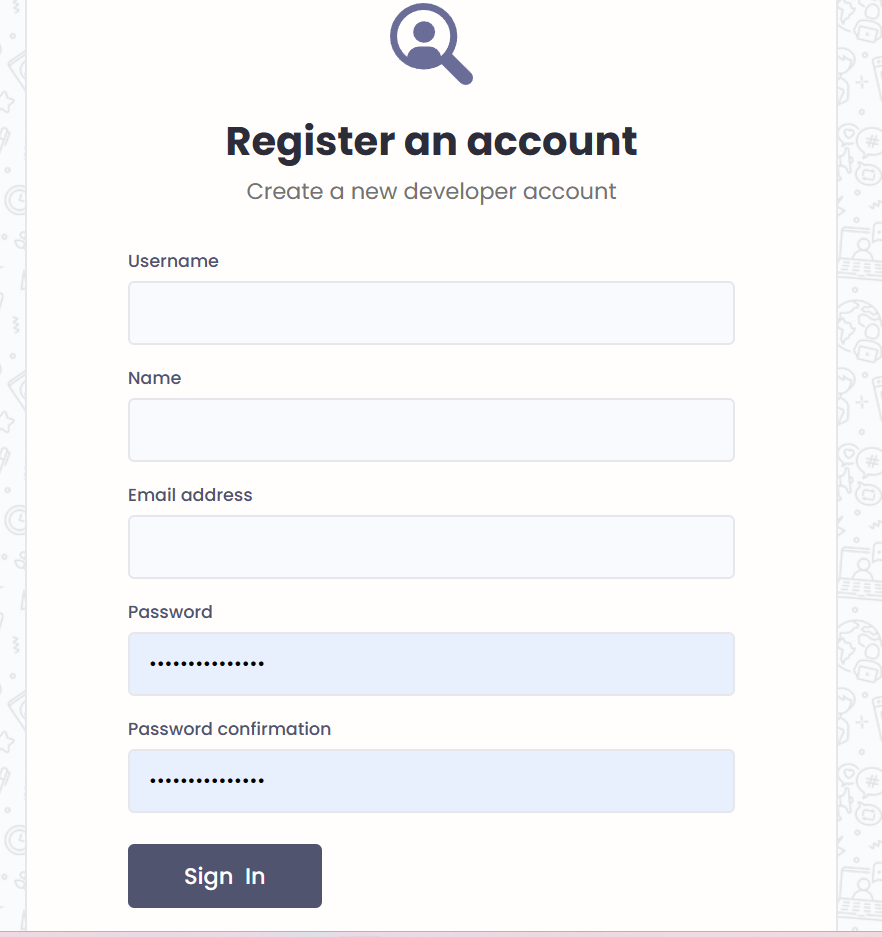 Register an account
Create a new developer account
Username
Name
Email address
Password
•••••••••••••••
Password confirmation
•••••••••••••••
Sign In